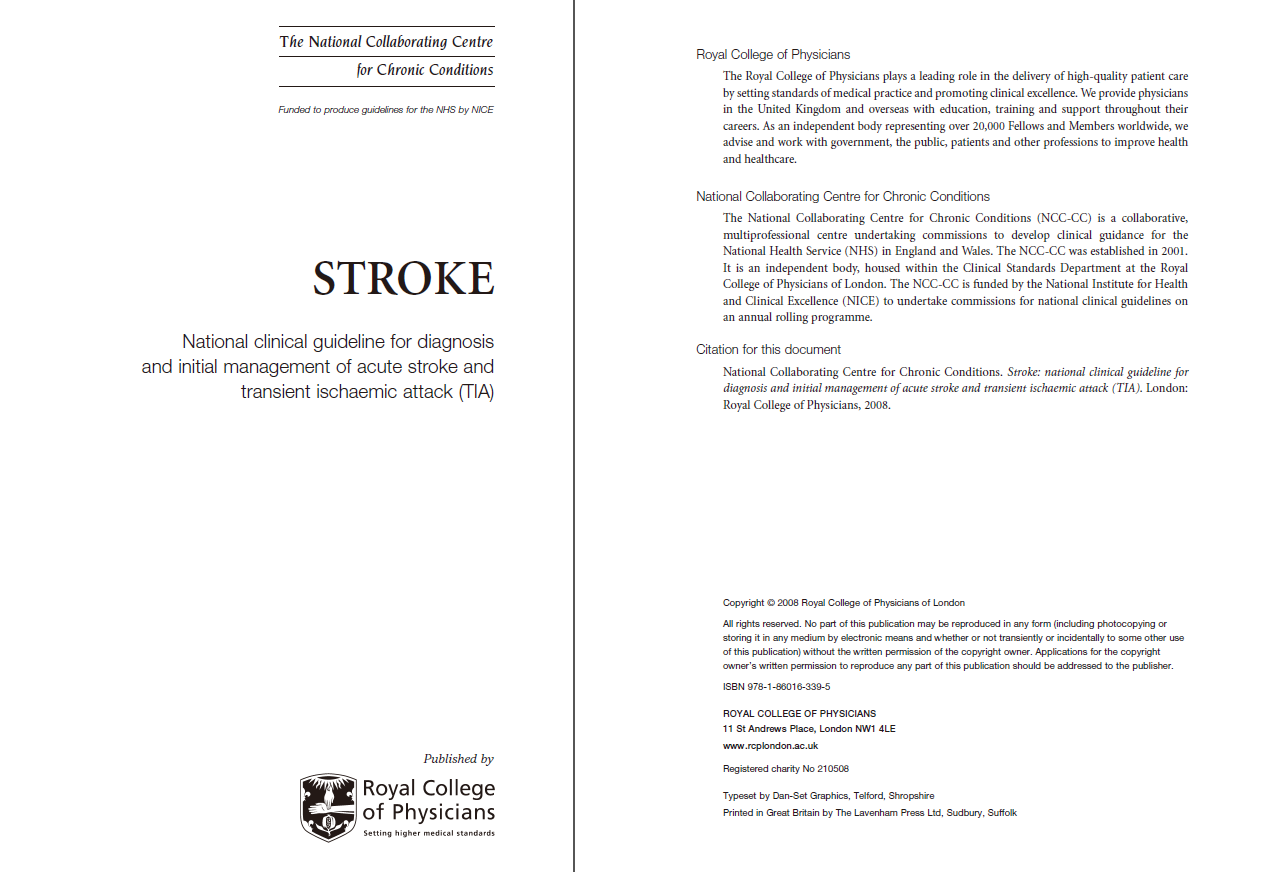 The National Collaborating Centre
for Chronic Conditions
Funded to produce guidelines for the NHS by NICE
STROKE
National clinical guideline for diagnosis
and initial management of acute stroke and
transient ischaemic attack (TIA)
Published by
Royal College
of Physicians
Setting higher medical standards
Royal College of Physicians
The Royal College of Physicians plays a leading role in the delivery of high-quality patient care
by setting standards of medical practice and promoting clinical excellence. We provide physicians
in the United Kingdom and overseas with education, training and support throughout their
careers. As an independent body representing over 20,000 Fellows and Members worldwide, we
advise and work with government, the public, patients and other professions to improve health
and healthcare.
National Collaborating Centre for Chronic Conditions
The National Collaborating Centre for Chronic Conditions (NCC-CC) is a collaborative,
multiprofessional centre undertaking commissions to develop clinical guidance for the
National Health Service (NHS) in England and Wales. The NCC-CC was established in 2001.
It is an independent body, housed within the Clinical Standards Department at the Royal
College of Physicians of London. The NCC-CC is funded by the National Institute for Health
and Clinical Excellence (NICE) to undertake commissions for national clinical guidelines on
an annual rolling programme.
Citation for this document
National Collaborating Centre for Chronic Conditions. Stroke: national clinical guideline for
diagnosis and initial management of acute stroke and transient ischaemic attack (TIA). London:
Royal College of Physicians, 2008.
Copyright © 2008 Royal College of Physicians of London
All rights reserved. No part of this publication may be reproduced in any form (including photocopying or
storing it in any medium by electronic means and whether or not transiently or incidentally to some other use
of this publication) without the written permission of the copyright owner. Applications for the copyright
owner's written permission to reproduce any part of this publication should be addressed to the publisher.
ISBN 978-1-86016-339-5
ROYAL COLLEGE OF PHYSICIANS
11 St Andrews Place, London NW1 4LE
www.rcplondon.ac.uk
Registered charity No 210508
Typeset by Dan-Set Graphics, Telford, Shropshire
Printed in Great Britain by The Lavenham Press Ltd, Sudbury, Suffolk